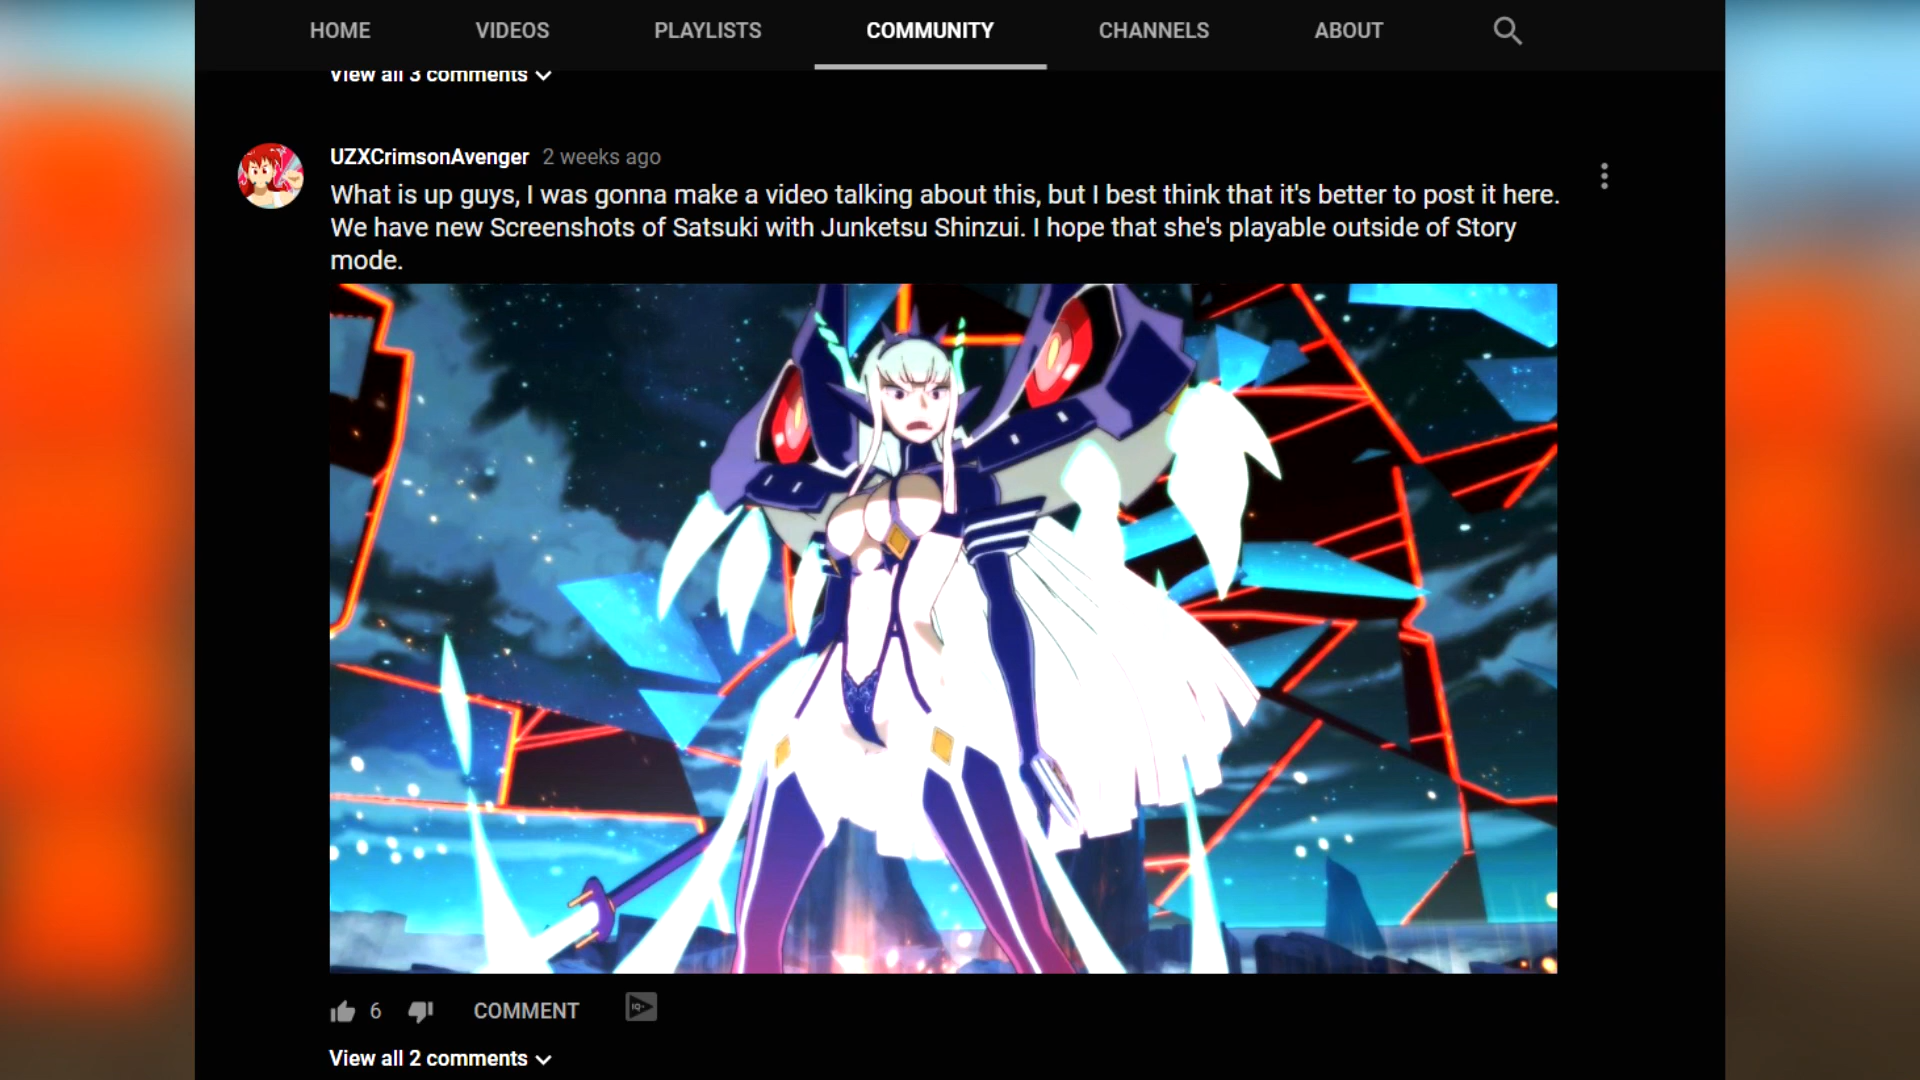 HOME VIDEOS PLAYLISTS COMMUNITY CHANNELS ABOUT
View all 3 comments
UZXCrimsonAvenger 2 weeks ago
What is up guys, I was gonna make a video talking about this, but I best think that it's better to post it here.
We have new Screenshots of Satsuki with Junketsu Shinzui. I hope that she's playable outside of Story
mode.
6 COMMENT IQ+
View all 2 comments